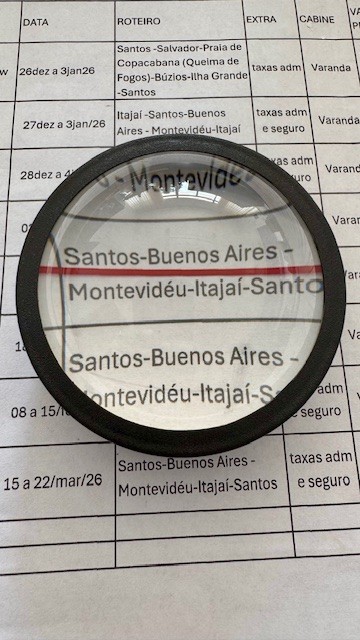 DATA ROTEIRO EXTRA CABINE
Santos -Salvador-Praia de
Copacabana (Queima de
26dez a 3jan26 Fogos)-Búzios-ilha Grande taxas adm Varanda
-Santos
27dez a 3jan/26 Itajaí -Santos-Buenos taxas adm
Aires - Montevidéu-Itajaí e seguro
28dez a
- Montevidé
Santos-Buenos Aires -
Montevidéu-Itajaí-Santo
Santos-Buenos Aires -
ontevidéu-Itajaí-S
08 a 15/ e seguro
15 a 22/mar/26 Santos-Buenos Aires - taxas adm
Montevidéu-Itajaí-Santos e seguro